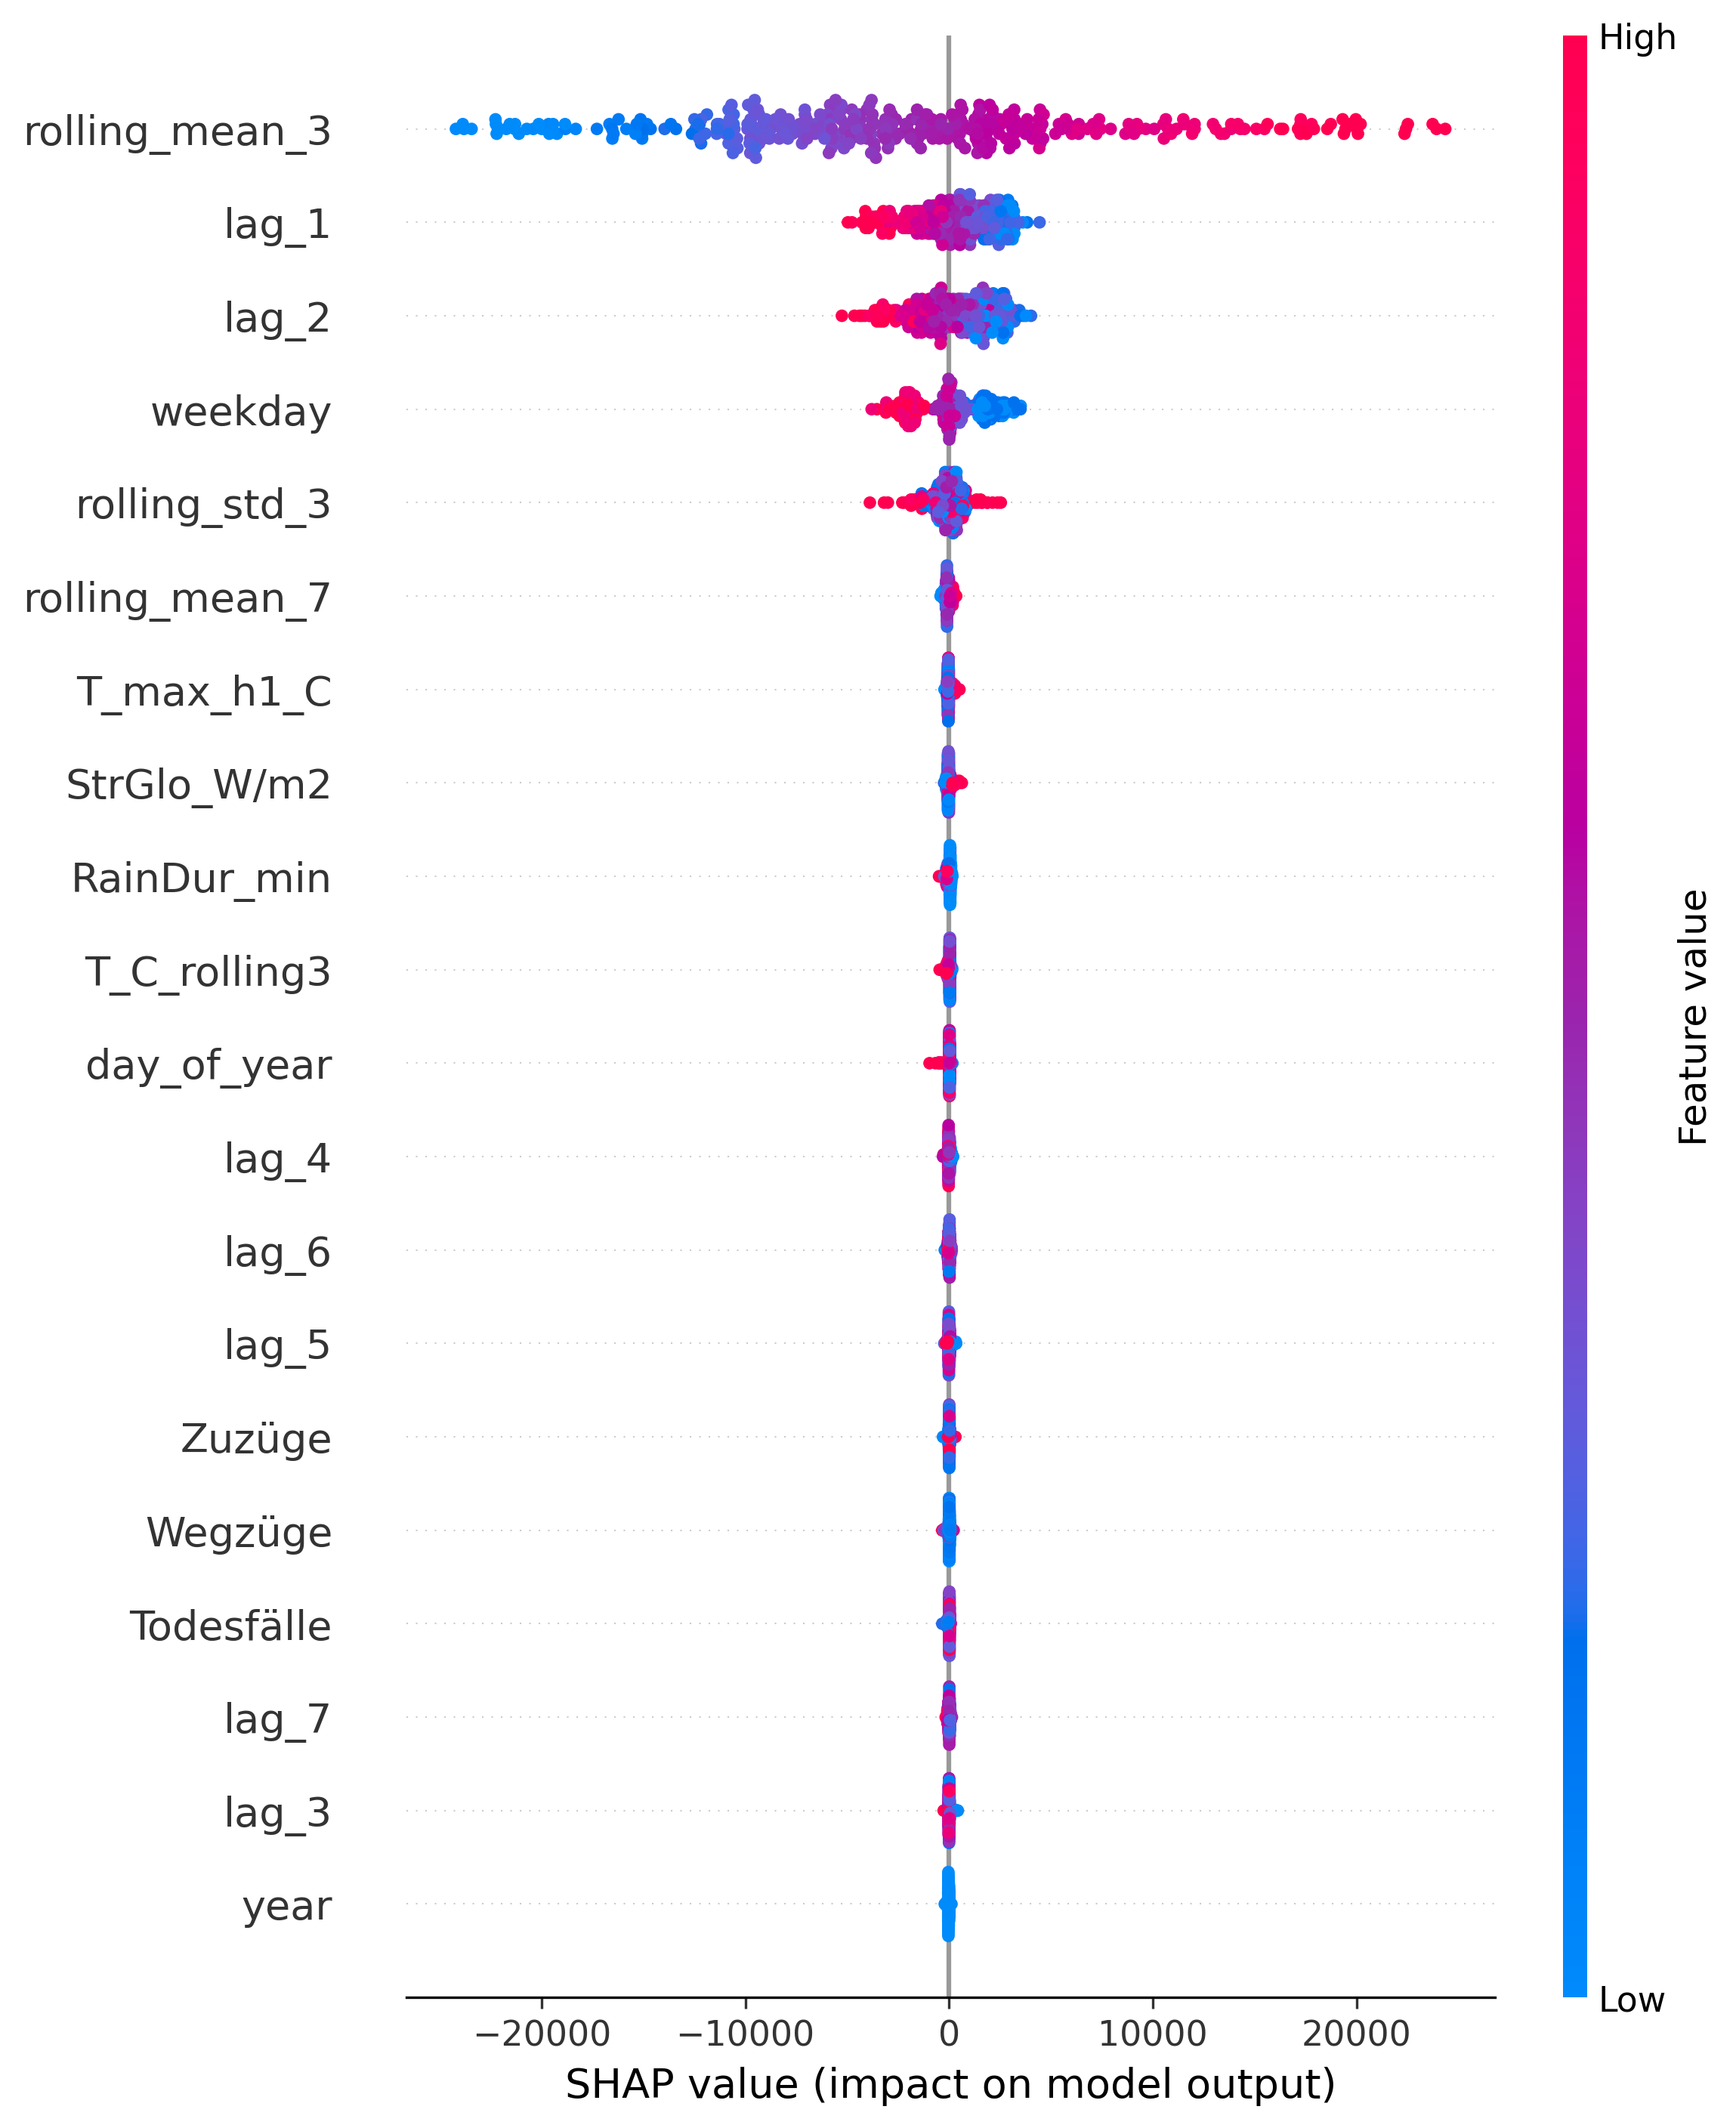 High
rolling_mean_3
lag_1
lag_2
weekday
rolling_std_3
rolling_mean_7
T_max_h1_C
StrGlo_W/m2
RainDur_min
T_C_rolling3
day_of_year
lag_4
lag_6
lag_5
Zuzüge
Wegzüge
Todesfälle
lag_7
lag_3
year
Feature value
Low
−20000 −10000 0 10000 20000
SHAP value (impact on model output)